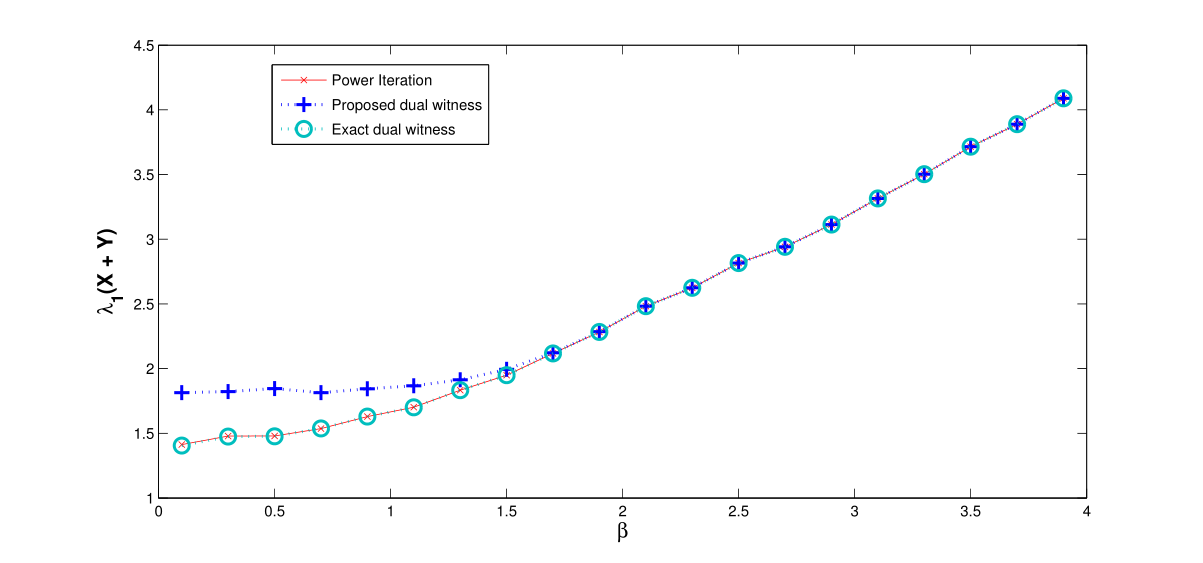 4.5
4
3.5
3
2.5
2
1.5
1
λ1(X + Y)
Power Iteration
Proposed dual witness
Exact dual witness
0 0.5 1 1.5 2 2.5 3 3.5 4
β